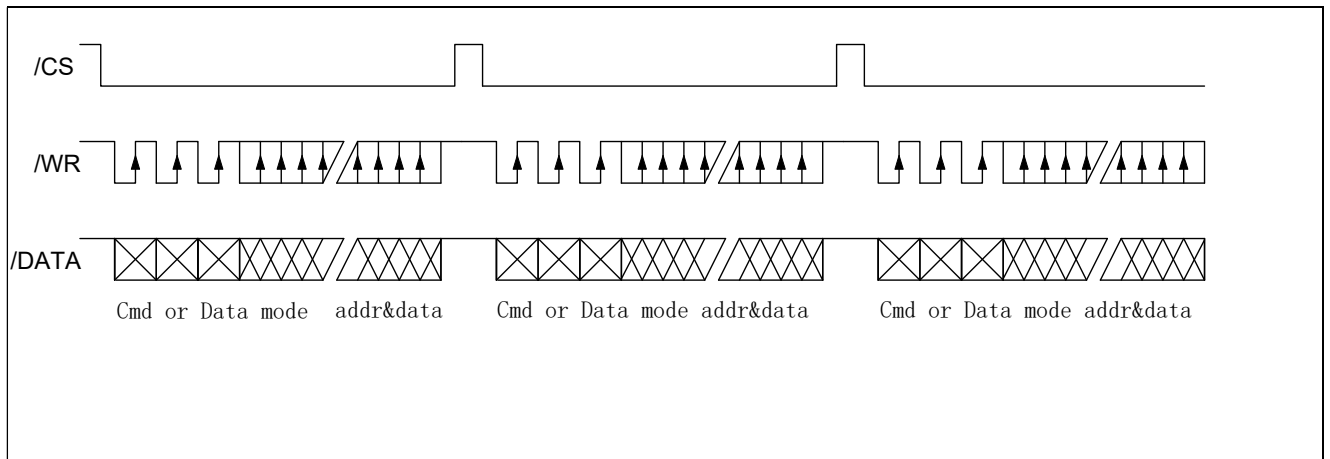 /CS
/WR
/DATA
Cmd or Data mode addr&data Cmd or Data mode addr&data Cmd or Data mode addr&data